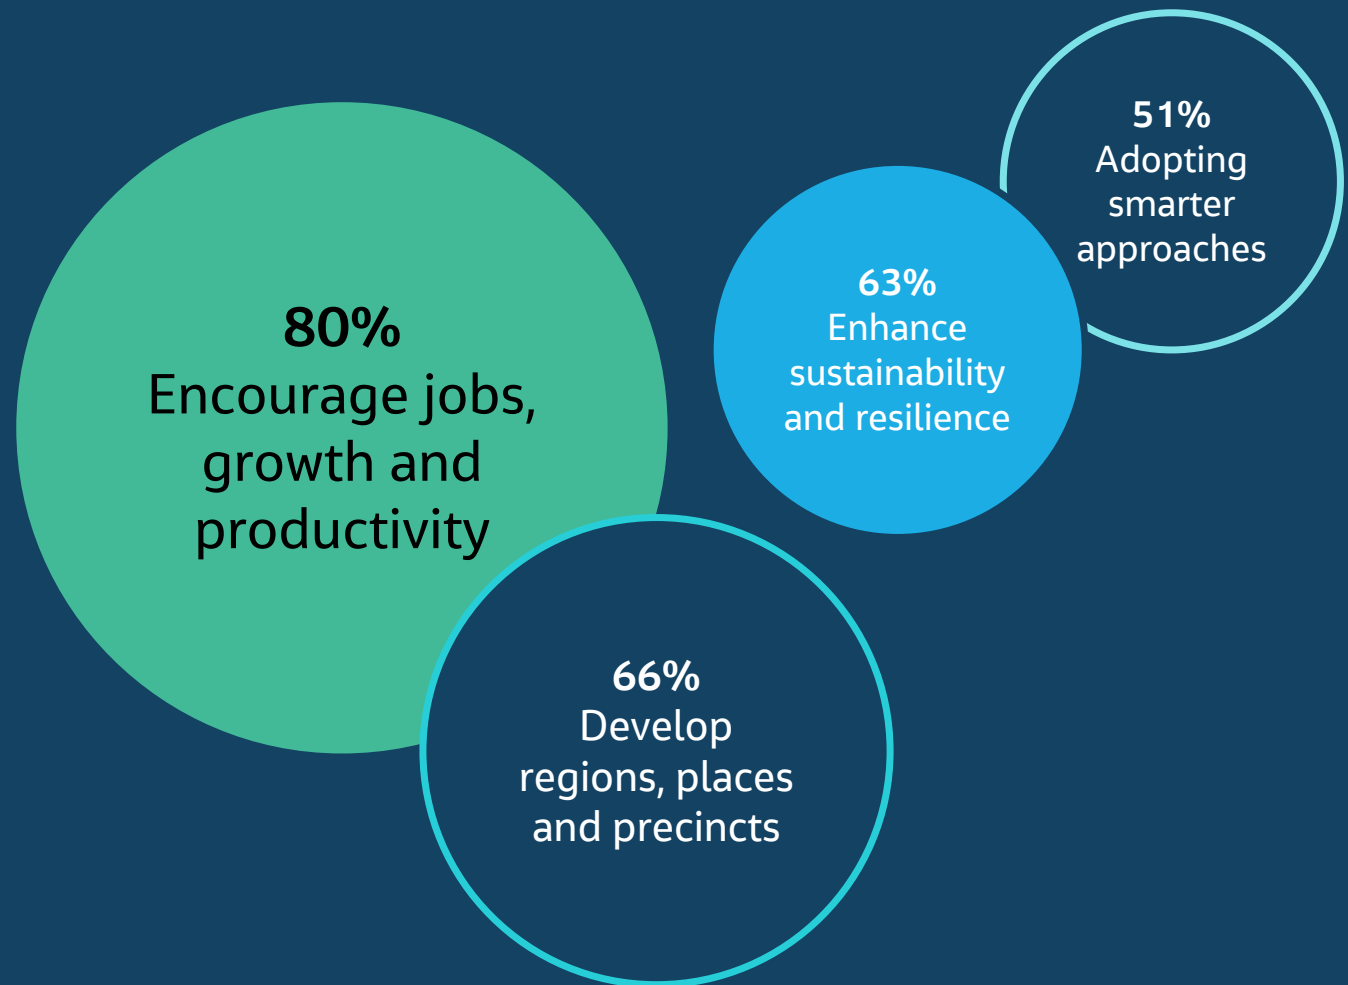 80%
Encourage jobs,
growth and
productivity
66%
Develop
regions, places
and precincts
63%
Enhance
sustainability
and resilience
51%
Adopting
smarter
approaches